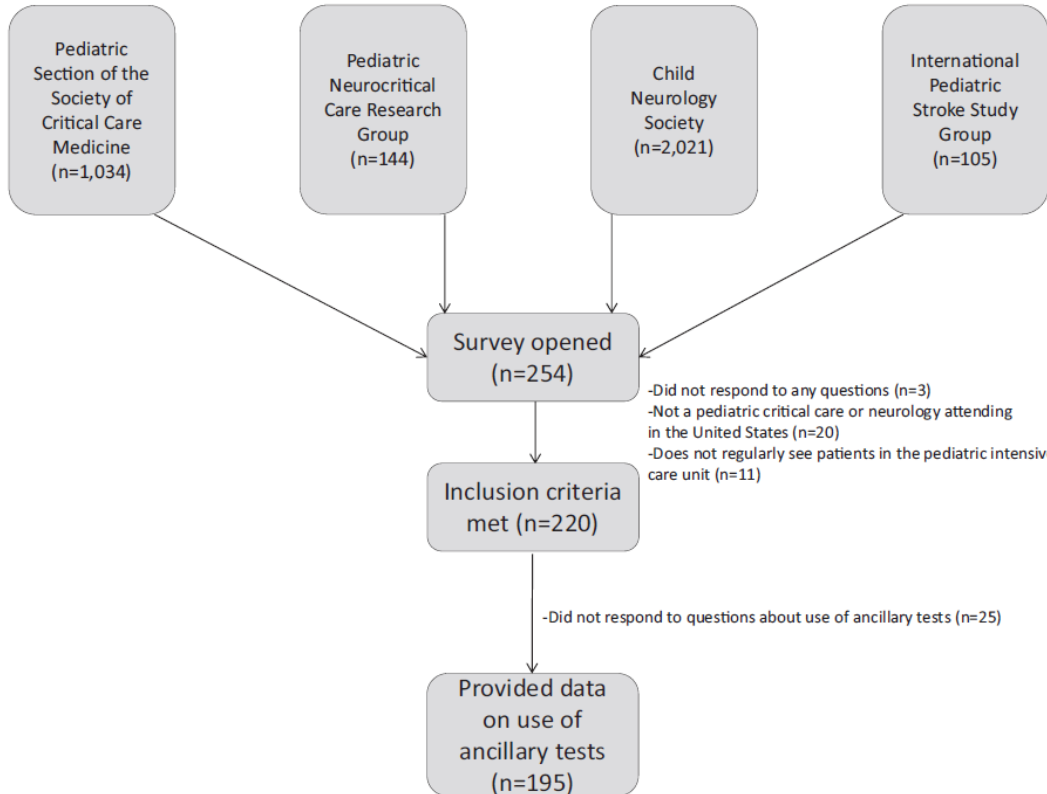 Pediatric
Section of the
Society of
Critical Care
Medicine
(n=1,034)
Pediatric
Neurocritical
Care Research
Group
(n=144)
Child
Neurology
Society
(n=2,021)
International
Pediatric
Stroke Study
Group
(n=105)
Survey opened
(n=254)
-Did not respond to any questions (n=3)
-Not a pediatric critical care or neurology attending
in the United States (n=20)
-Does not regularly see patients in the pediatric intensive
care unit (n=11)
Inclusion criteria
met (n=220)
-Did not respond to questions about use of ancillary tests (n=25)
Provided data
on use of
ancillary tests
(n=195)